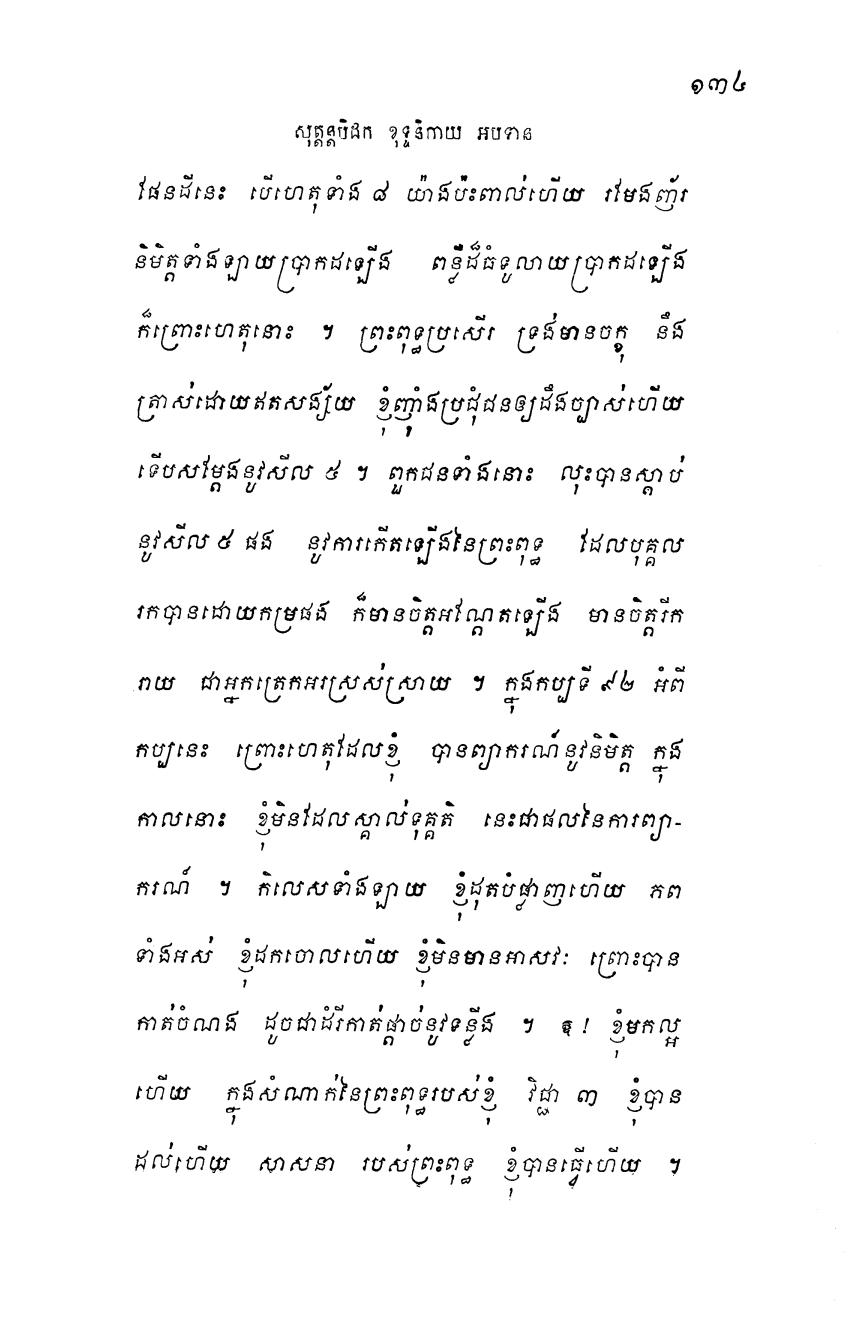 ១៣៤
សុត្តន្តបិដក ខុទ្ទនិកាយ អបទាន
ផែនដីនេះ បើហេតុទាំង ៨ យ៉ាងប៉ះពាល់ហើយ រមែងញ័រ
និមិត្តទាំងឡាយប្រាកដឡើង ពន្លឺដ៏ធំទូលាយប្រាកដឡើង
ក៏ព្រោះហេតុនោះ ។ ព្រះពុទ្ធប្រសើរ ទ្រង់មានចក្ខុ នឹង
ត្រាស់ដោយឥតសង្ស័យ ខ្ញុំញ៉ាំងប្រជុំជនឲ្យដឹងច្បាស់ហើយ
ទើបសម្តែងនូវសីល ៥ ។ ពួកជនទាំងនោះ លុះបានស្តាប់
នូវសីល ៥ ផង នូវការកើតឡើងនៃព្រះពុទ្ធ ដែលបុគ្គល
រកបានដោយកម្រផង ក៏មានចិត្តអណ្តែតឡើង មានចិត្តរីក
រាយ ជាអ្នកត្រេកអរស្រស់ស្រាយ ។ ក្នុងកប្បទី ៩២ អំពី
កប្បនេះ ព្រោះហេតុដែលខ្ញុំ បានព្យាករណ៍នូវនិមិត្ត ក្នុង
កាលនោះ ខ្ញុំមិនដែលស្គាល់ទុគ្គតិ នេះជាផលនៃការព្យា-
ករណ៍ ។ កិលេសទាំងឡាយ ខ្ញុំដុតបំផ្លាញហើយ ភព
ទាំងអស់ ខ្ញុំដកចោលហើយ ខ្ញុំមិនមានអាសវៈ ព្រោះបាន
កាត់ចំណង ដូចជាដំរីកាត់ផ្តាច់នូវទន្លីង ។ ឱ ! ខ្ញុំមកល្អ
ហើយ ក្នុងសំណាក់នៃព្រះពុទ្ធរបស់ខ្ញុំ វិជ្ជា ៣ ខ្ញុំបាន
ដល់ហើយ សាសនា របស់ព្រះពុទ្ធ ខ្ញុំបានធ្វើហើយ ។